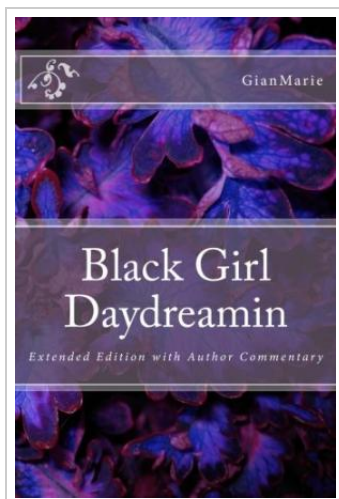 GianMarie
Black Girl
Daydreamin
Extended Edition with Author Commentary